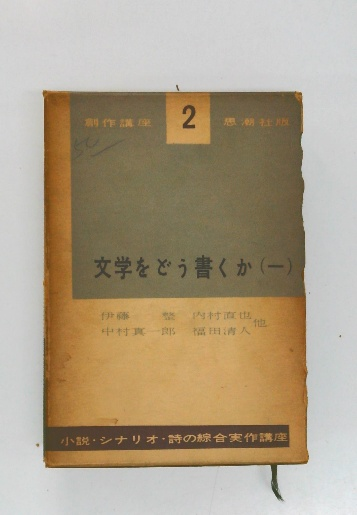 創作講座 2 思潮社版
文学をどう書くか(一)
伊藤 整 内村直也
中村真一郎 福田清人 他
小説・シナリオ・詩の綜合実作講座